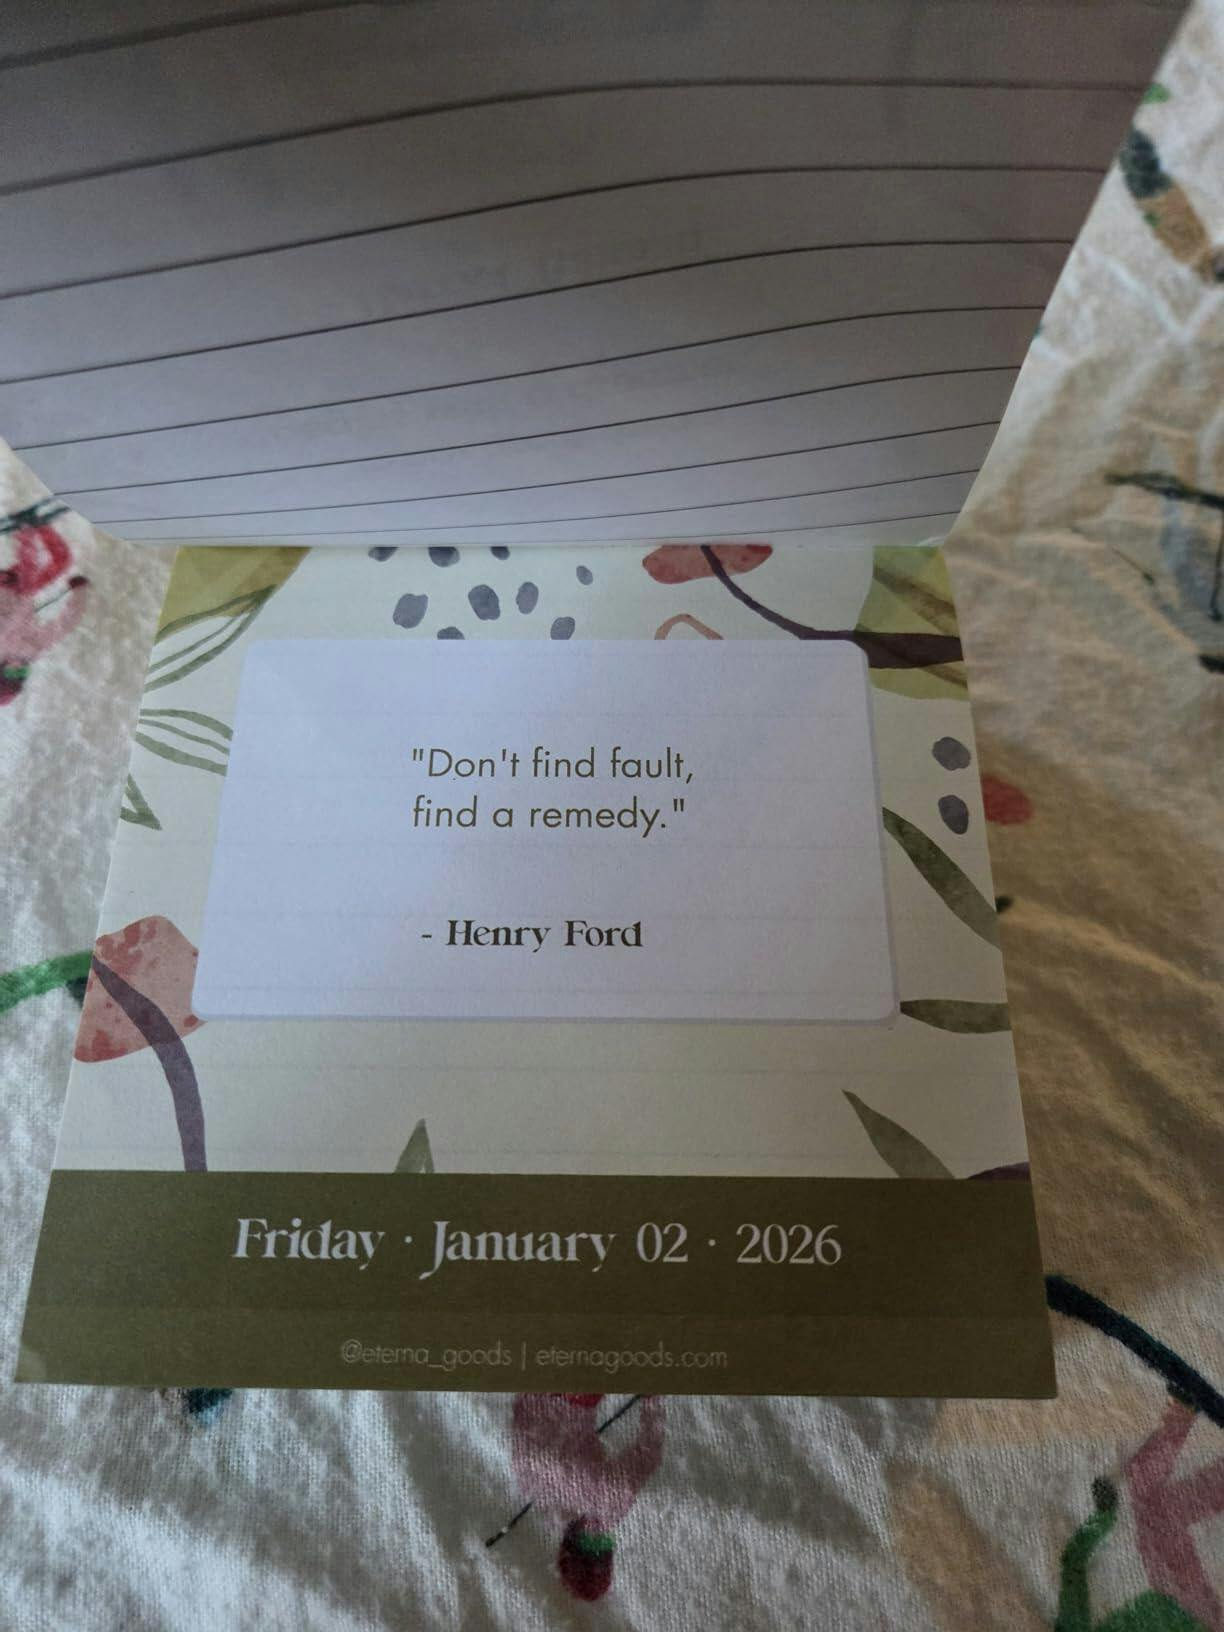 "Don't find fault,
find a remedy."
- Henry Ford
Friday · January 02 · 2026
@eterna_goods | eternagoods.com